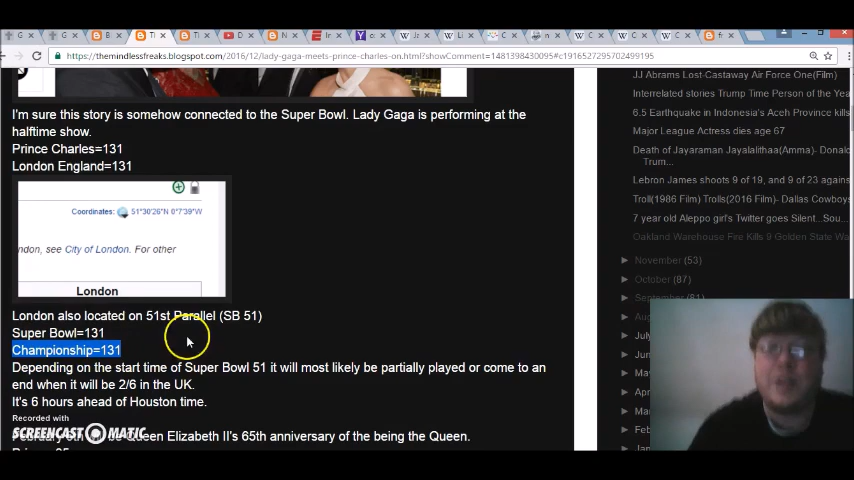 https://themindlessfreaks.blogspot.com/2016/12/lady-gaga-meets-prince-charles-on.html?showComment=1481398430095#c1916527295702499195
I'm sure this story is somehow connected to the Super Bowl. Lady Gaga is performing at the
halftime show.
Prince Charles=131
London England=131
Coordinates: 51°30′26″N 0°7′39″W
ndon, see City of London. For other
London
London also located on 51st Parallel (SB 51)
Super Bowl=131
Championship=131
Depending on the start time of Super Bowl 51 it will most likely be partially played or come to an
end when it will be 2/6 in the UK.
It's 6 hours ahead of Houston time.
Recorded with
SCREENCAST-O-MATIC
be Queen Elizabeth II's 65th anniversary of the being the Queen.
JJ Abrams Lost-Castaway Air Force One(Film)
Interrelated stories Trump Time Person of the Yea
6.5 Earthquake in Indonesia's Aceh Province kills
Major League Actress dies age 67
Death of Jayaraman Jayalalithaa(Amma)- Donald
Trum...
Lebron James shoots 9 of 19, and 9 of 23 agains
Troll(1986 Film) Trolls(2016 Film)- Dallas Cowboys
7 year old Aleppo girl's Twitter goes Silent...Sou...
Oakland Warehouse Fire Kills 9 Golden State Wa
November (53)
October (87)
September (61)